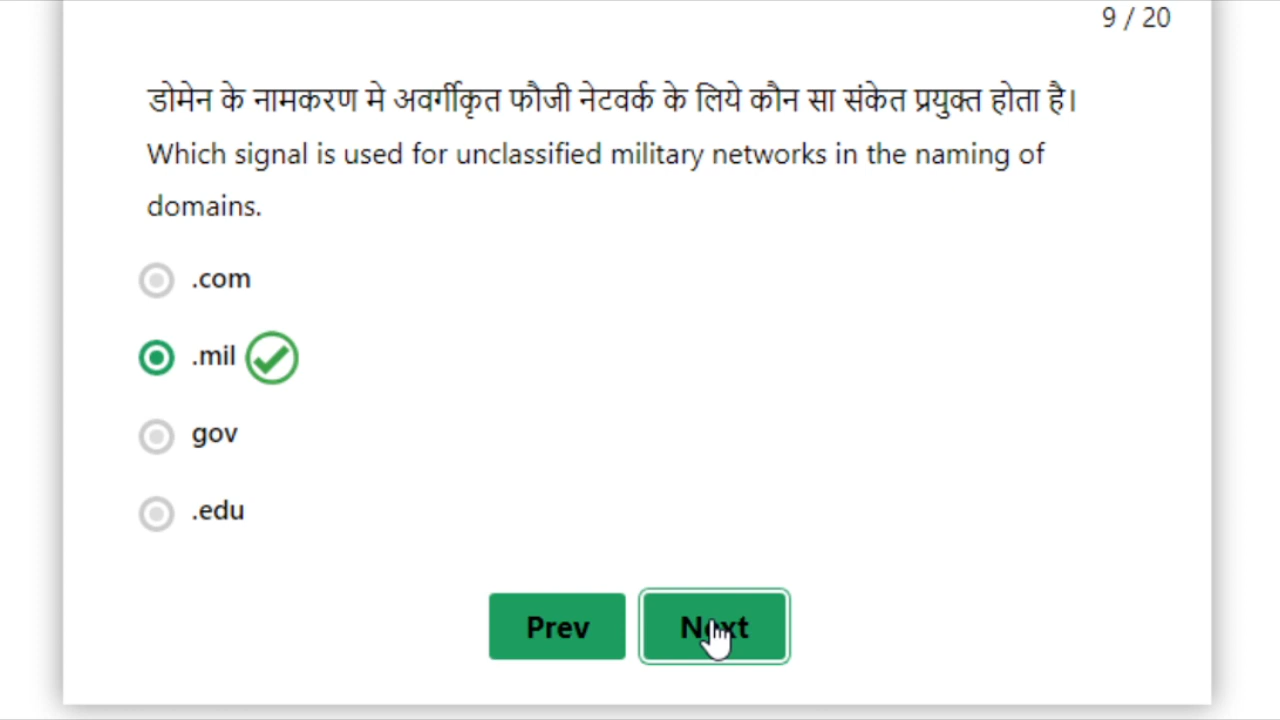 9 / 20
डोमेन के नामकरण मे अवर्गीकृत फौजी नेटवर्क के लिये कौन सा संकेत प्रयुक्त होता है।
Which signal is used for unclassified military networks in the naming of
domains.
.com
.mil
gov
.edu
Prev
Next